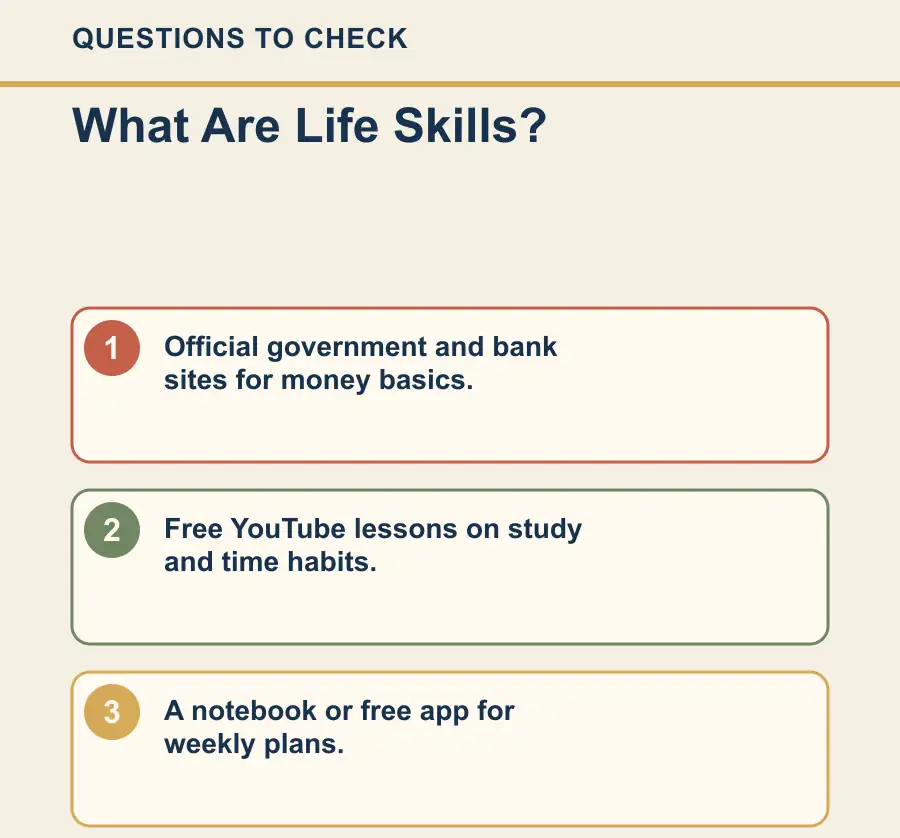 QUESTIONS TO CHECK
What Are Life Skills?
1
Official government and bank
sites for money basics.
2
Free YouTube lessons on study
and time habits.
3
A notebook or free app for
weekly plans.